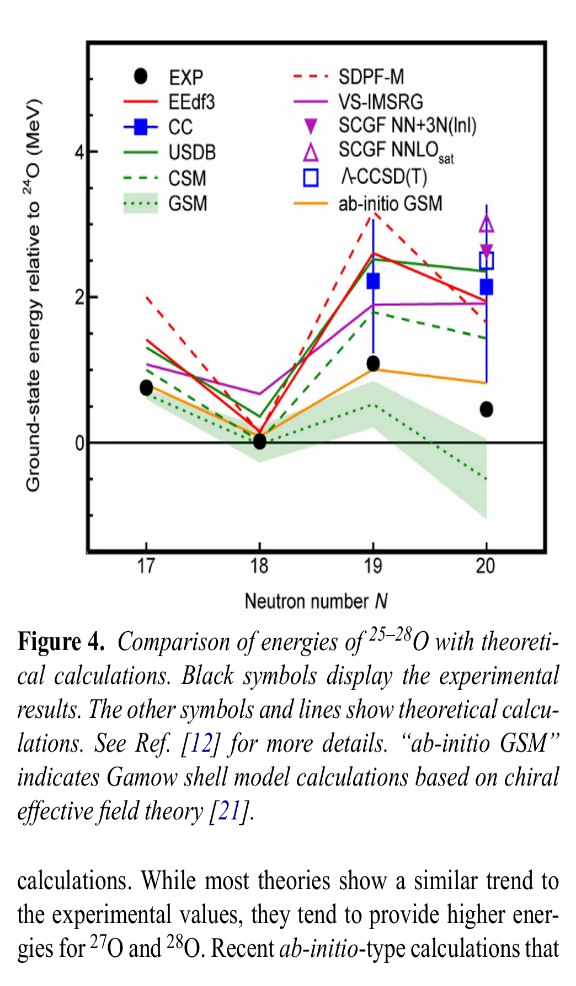 Ground-state energy relative to ²⁴O (MeV)
EXP
EEdf3
CC
USDB
CSM
GSM
SDPF-M
VS-IMSRG
SCGF NN+3N(lnl)
SCGF NNLOsat
Λ-CCSD(T)
ab-initio GSM
4
2
0
17 18 19 20
Neutron number N
Figure 4. Comparison of energies of ²⁵⁻²⁸O with theoreti-
cal calculations. Black symbols display the experimental
results. The other symbols and lines show theoretical calcu-
lations. See Ref. [12] for more details. “ab-initio GSM”
indicates Gamow shell model calculations based on chiral
effective field theory [21].
calculations. While most theories show a similar trend to
the experimental values, they tend to provide higher ener-
gies for ²⁷O and ²⁸O. Recent ab-initio-type calculations that